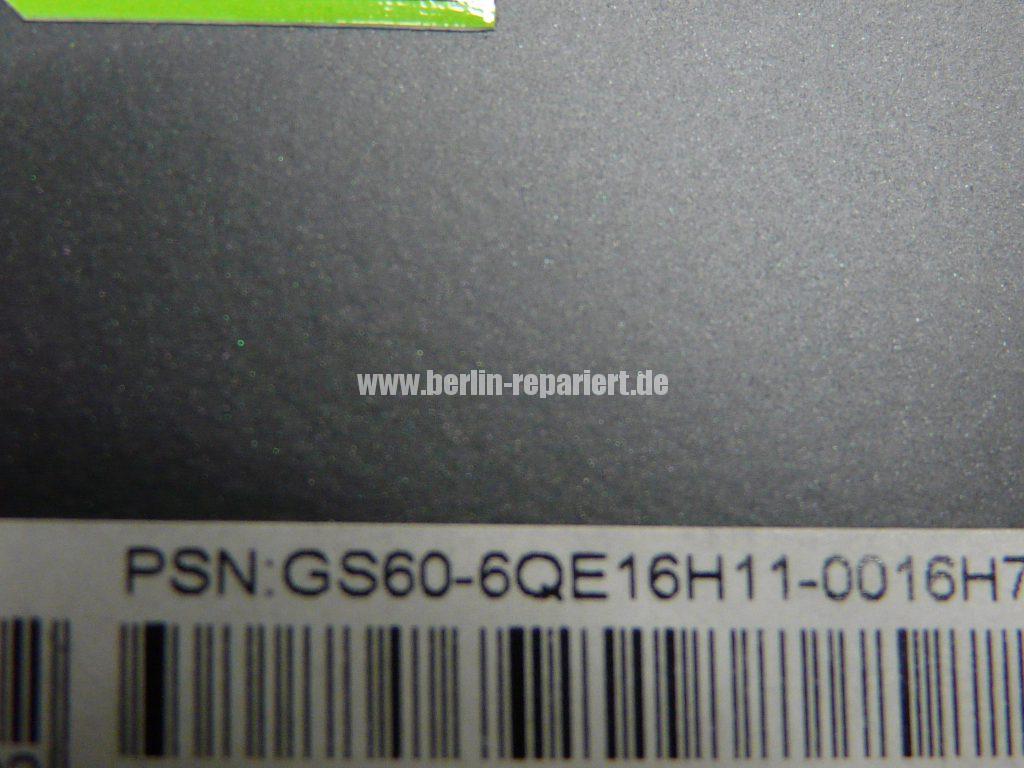 www.berlin-repariert.de
PSN:GS60-6QE16H11-0016H7